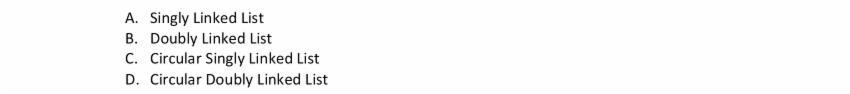 A. Singly Linked List
B. Doubly Linked List
C. Circular Singly Linked List
D. Circular Doubly Linked List